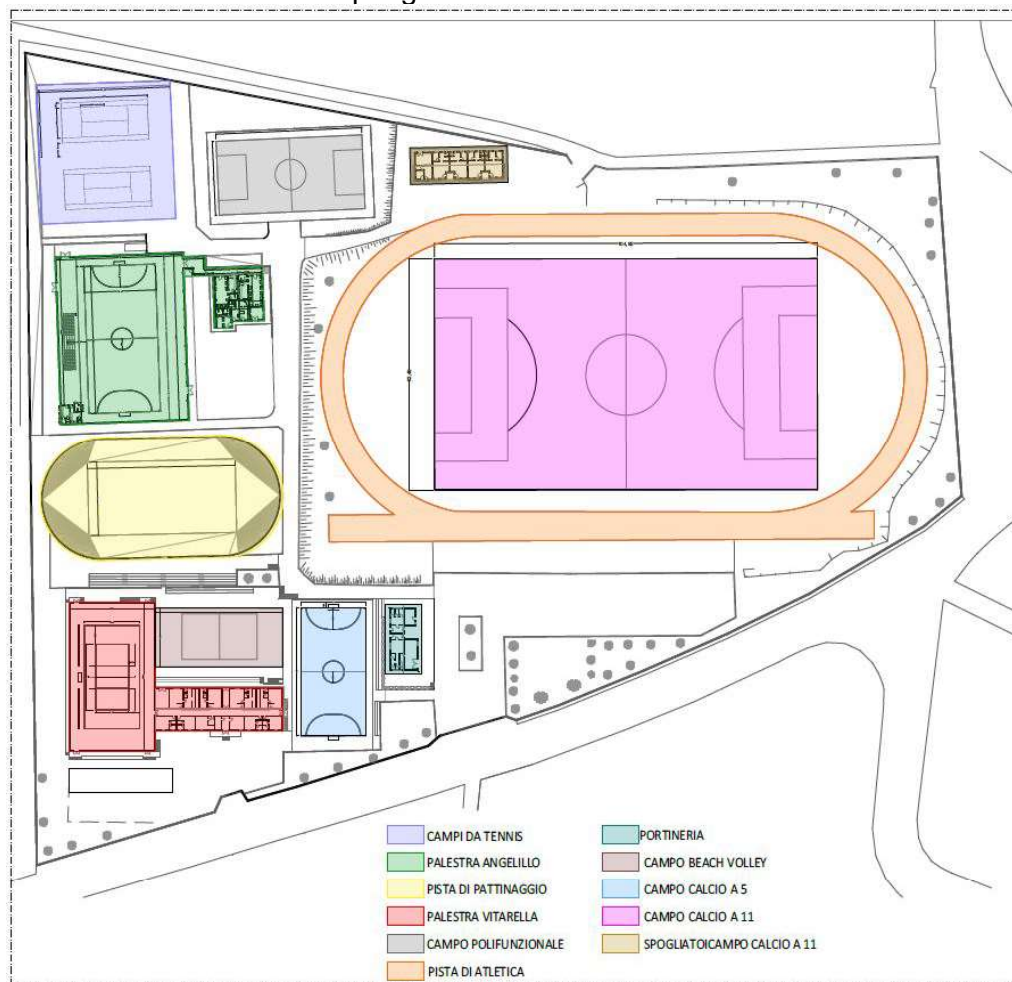 CAMPI DA TENNIS
PALESTRA ANGELILLO
PISTA DI PATTINAGGIO
PALESTRA VITARELLA
CAMPO POLIFUNZIONALE
PISTA DI ATLETICA
PORTINERIA
CAMPO BEACH VOLLEY
CAMPO CALCIO A 5
CAMPO CALCIO A 11
SPOGLIATOICAMPO CALCIO A 11